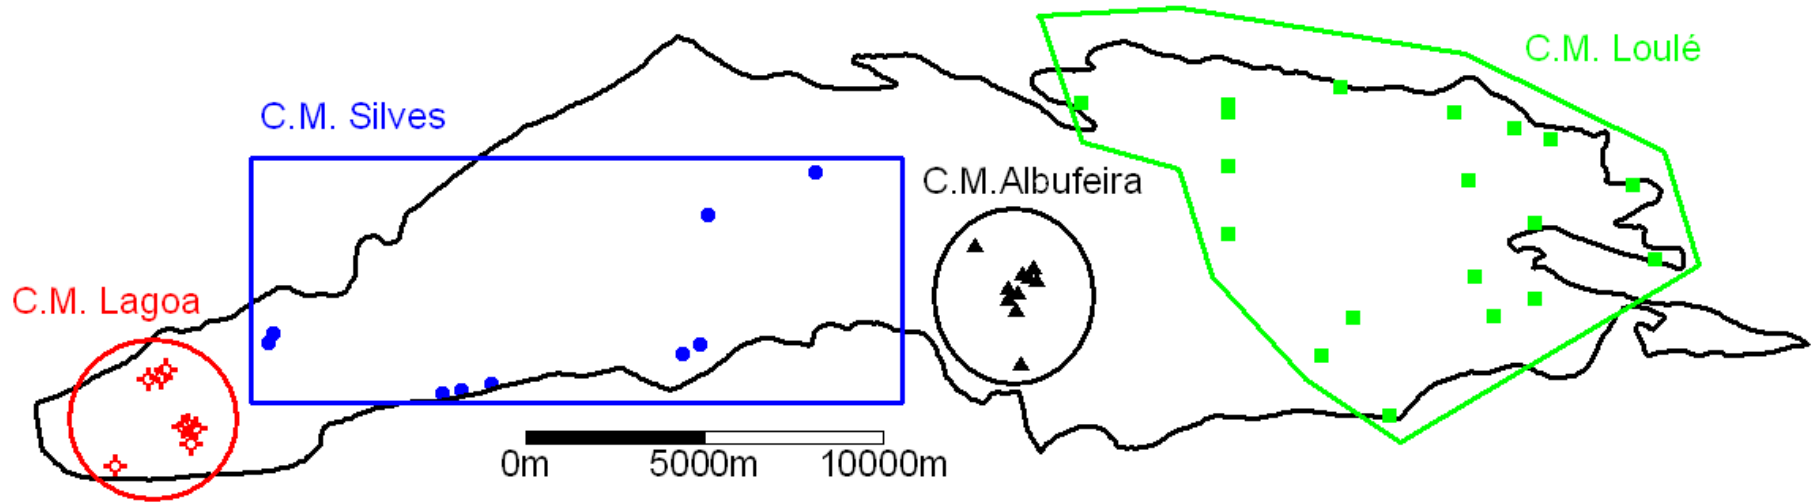 C.M. Loulé
C.M. Silves
C.M.Albufeira
C.M. Lagoa
0m 5000m 10000m